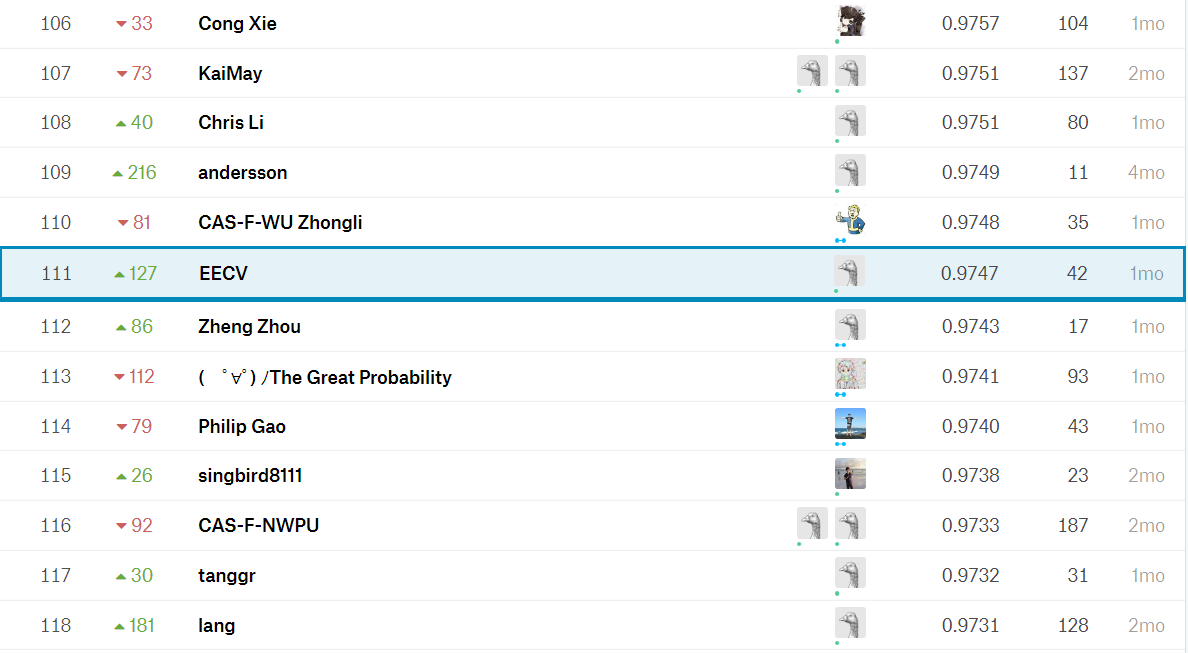 106 33 Cong Xie 0.9757 104 1mo
107 73 KaiMay 0.9751 137 2mo
108 40 Chris Li 0.9751 80 1mo
109 216 andersson 0.9749 11 4mo
110 81 CAS-F-WU Zhongli 0.9748 35 1mo
111 127 EECV 0.9747 42 1mo
112 86 Zheng Zhou 0.9743 17 1mo
113 112 ( ﾟ∀ﾟ) /The Great Probability 0.9741 93 1mo
114 79 Philip Gao 0.9740 43 1mo
115 26 singbird8111 0.9738 23 2mo
116 92 CAS-F-NWPU 0.9733 187 2mo
117 30 tanggr 0.9732 31 1mo
118 181 lang 0.9731 128 2mo